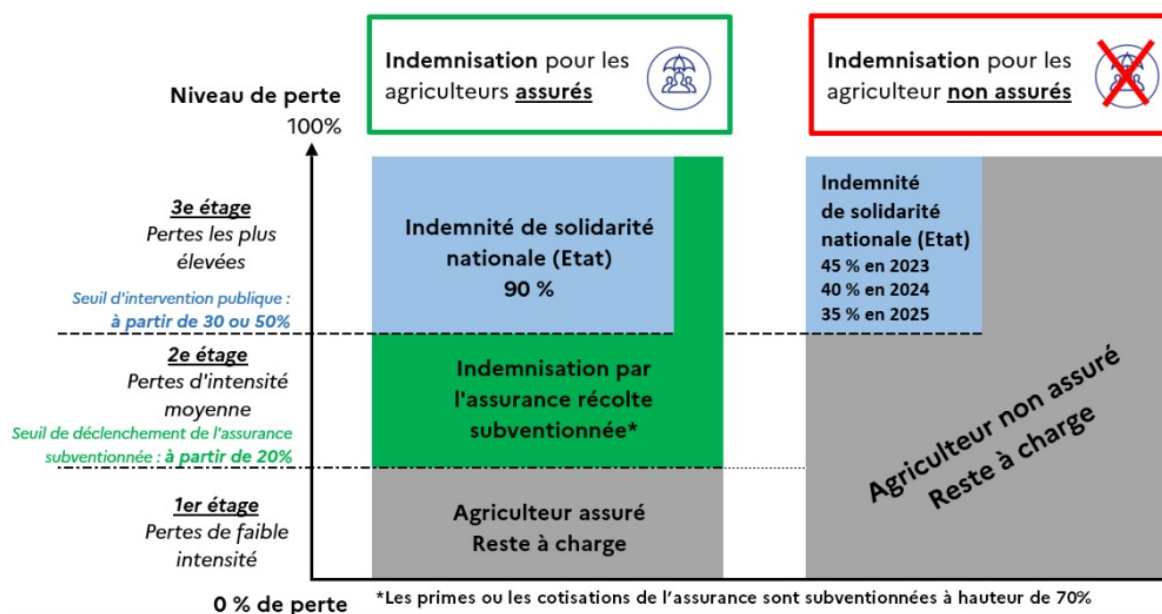 Indemnisation pour les
agriculteurs assurés
Indemnisation pour les
agriculteur non assurés
Niveau de perte
100%
3e étage
Pertes les plus
élevées
Seuil d'intervention publique :
à partir de 30 ou 50%
2e étage
Pertes d'intensité
moyenne
Seuil de déclenchement de l'assurance
subventionnée : à partir de 20%
1er étage
Pertes de faible
intensité
0 % de perte
Indemnité de solidarité
nationale (Etat)
90 %
Indemnisation par
l'assurance récolte
subventionnée*
Agriculteur assuré
Reste à charge
Indemnité
de solidarité
nationale (Etat)
45 % en 2023
40 % en 2024
35 % en 2025
Agriculteur non assuré
Reste à charge
*Les primes ou les cotisations de l'assurance sont subventionnées à hauteur de 70%